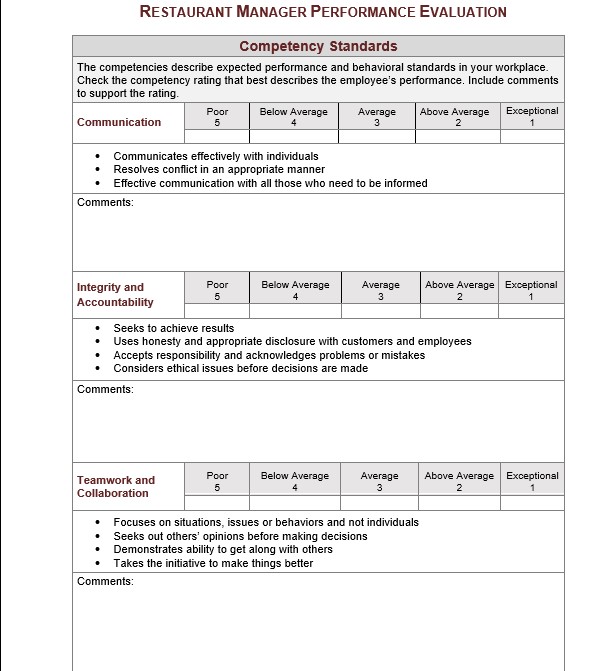 RESTAURANT MANAGER PERFORMANCE EVALUATION
Competency Standards
The competencies describe expected performance and behavioral standards in your workplace.
Check the competency rating that best describes the employee's performance. Include comments
to support the rating.
Communication
Poor Below Average Average Above Average Exceptional
5 4 3 2 1
• Communicates effectively with individuals
• Resolves conflict in an appropriate manner
• Effective communication with all those who need to be informed
Comments:
Integrity and
Accountability
Poor Below Average Average Above Average Exceptional
5 4 3 2 1
• Seeks to achieve results
• Uses honesty and appropriate disclosure with customers and employees
• Accepts responsibility and acknowledges problems or mistakes
• Considers ethical issues before decisions are made
Comments:
Teamwork and
Collaboration
Poor Below Average Average Above Average Exceptional
5 4 3 2 1
• Focuses on situations, issues or behaviors and not individuals
• Seeks out others' opinions before making decisions
• Demonstrates ability to get along with others
• Takes the initiative to make things better
Comments: